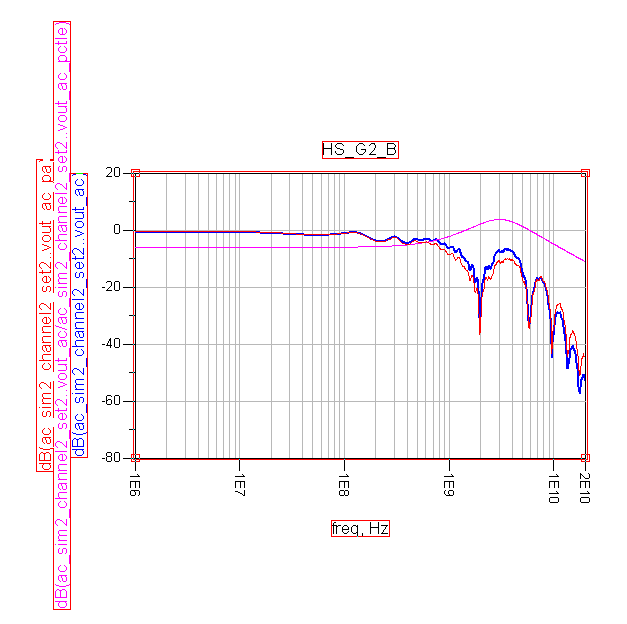 HS_G2_B
dB(ac_sim2_channel2_set2..vout_ac_pa
dB(ac_sim2_channel2_set2..vout_ac/ac_sim2_channel2_set2..vout_ac_pctle)
dB(ac_sim2_channel2_set2..vout_ac)
20
0
-20
-40
-60
-80
1E6
1E7
1E8
1E9
1E10
2E10
freq, Hz